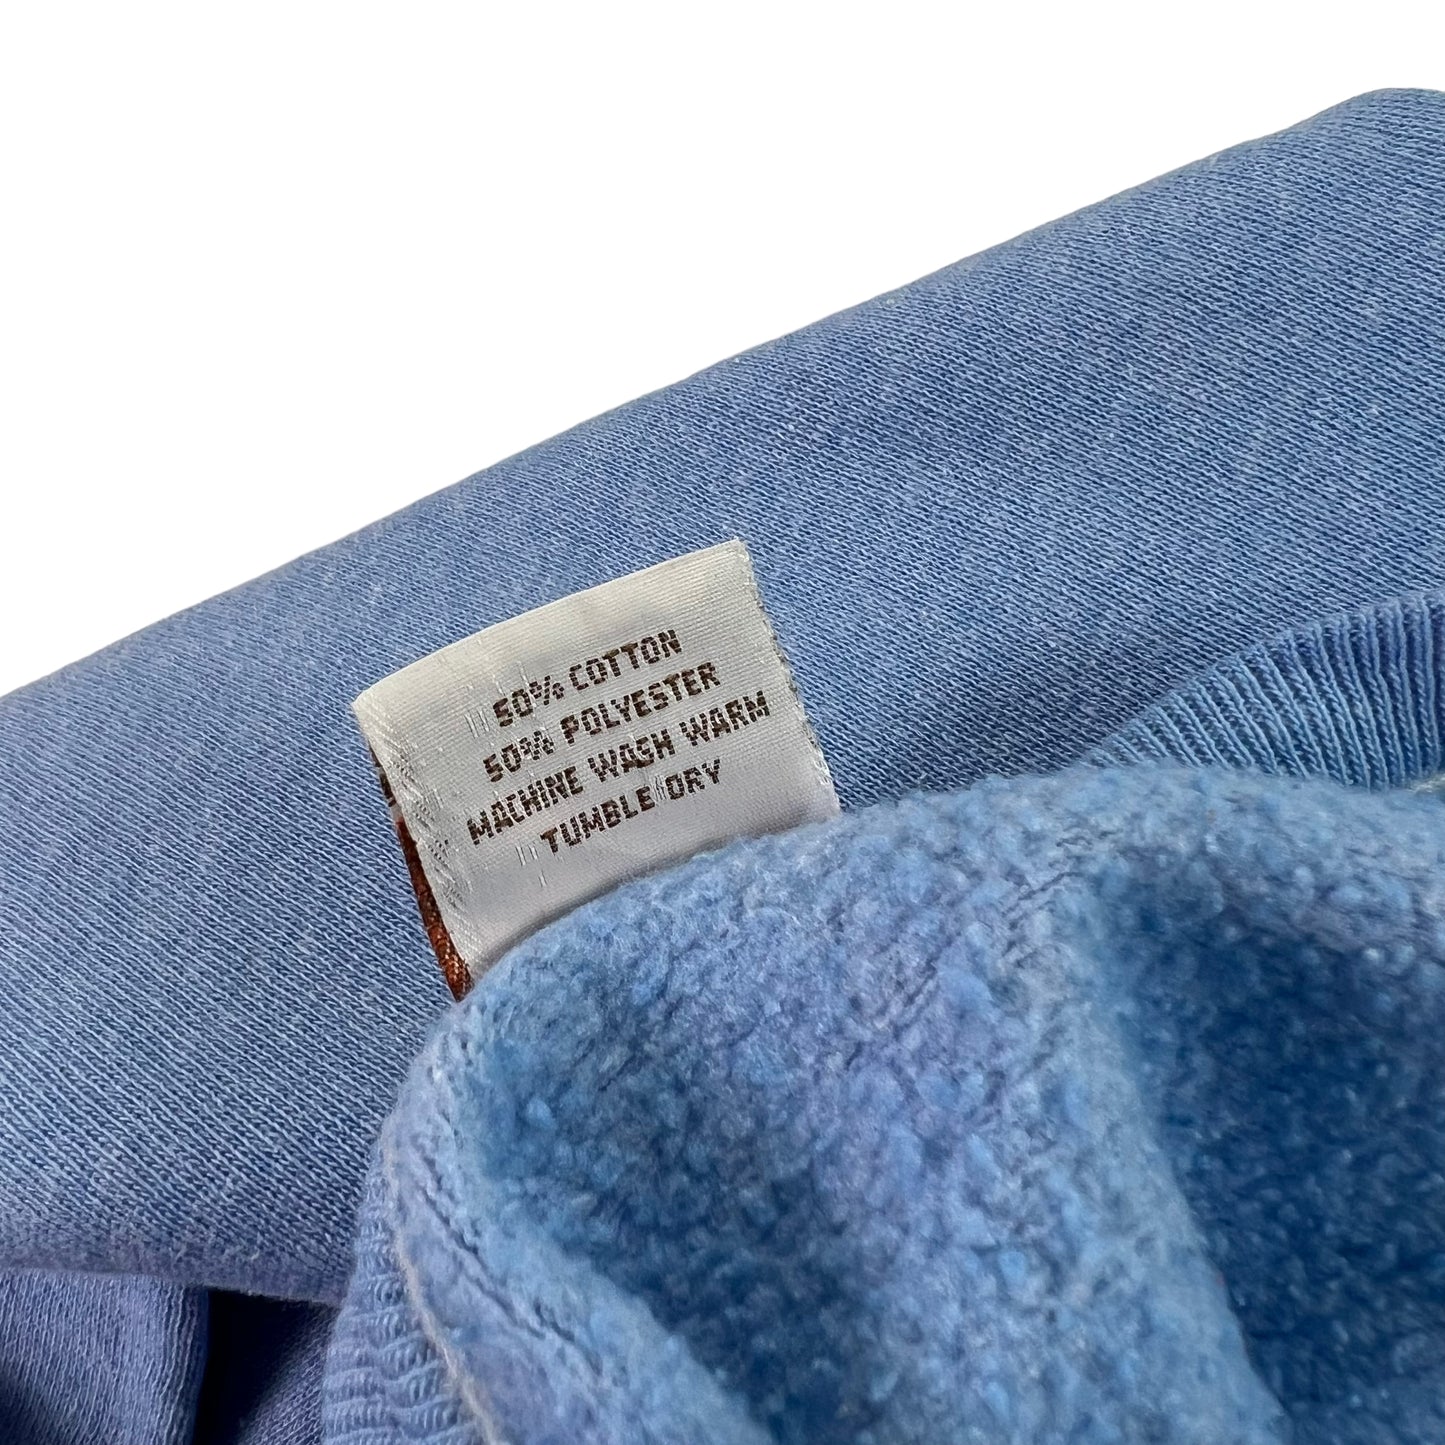 50% COTTON
50% POLYESTER
MACHINE WASH WARM
TUMBLE DRY